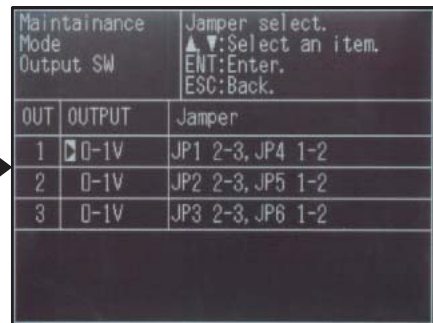 Maintainance
Mode
Output SW
Jamper select.
▲ ▼:Select an item.
ENT:Enter.
ESC:Back.
OUT OUTPUT Jamper
1 0-1V JP1 2-3,JP4 1-2
2 0-1V JP2 2-3,JP5 1-2
3 0-1V JP3 2-3,JP6 1-2